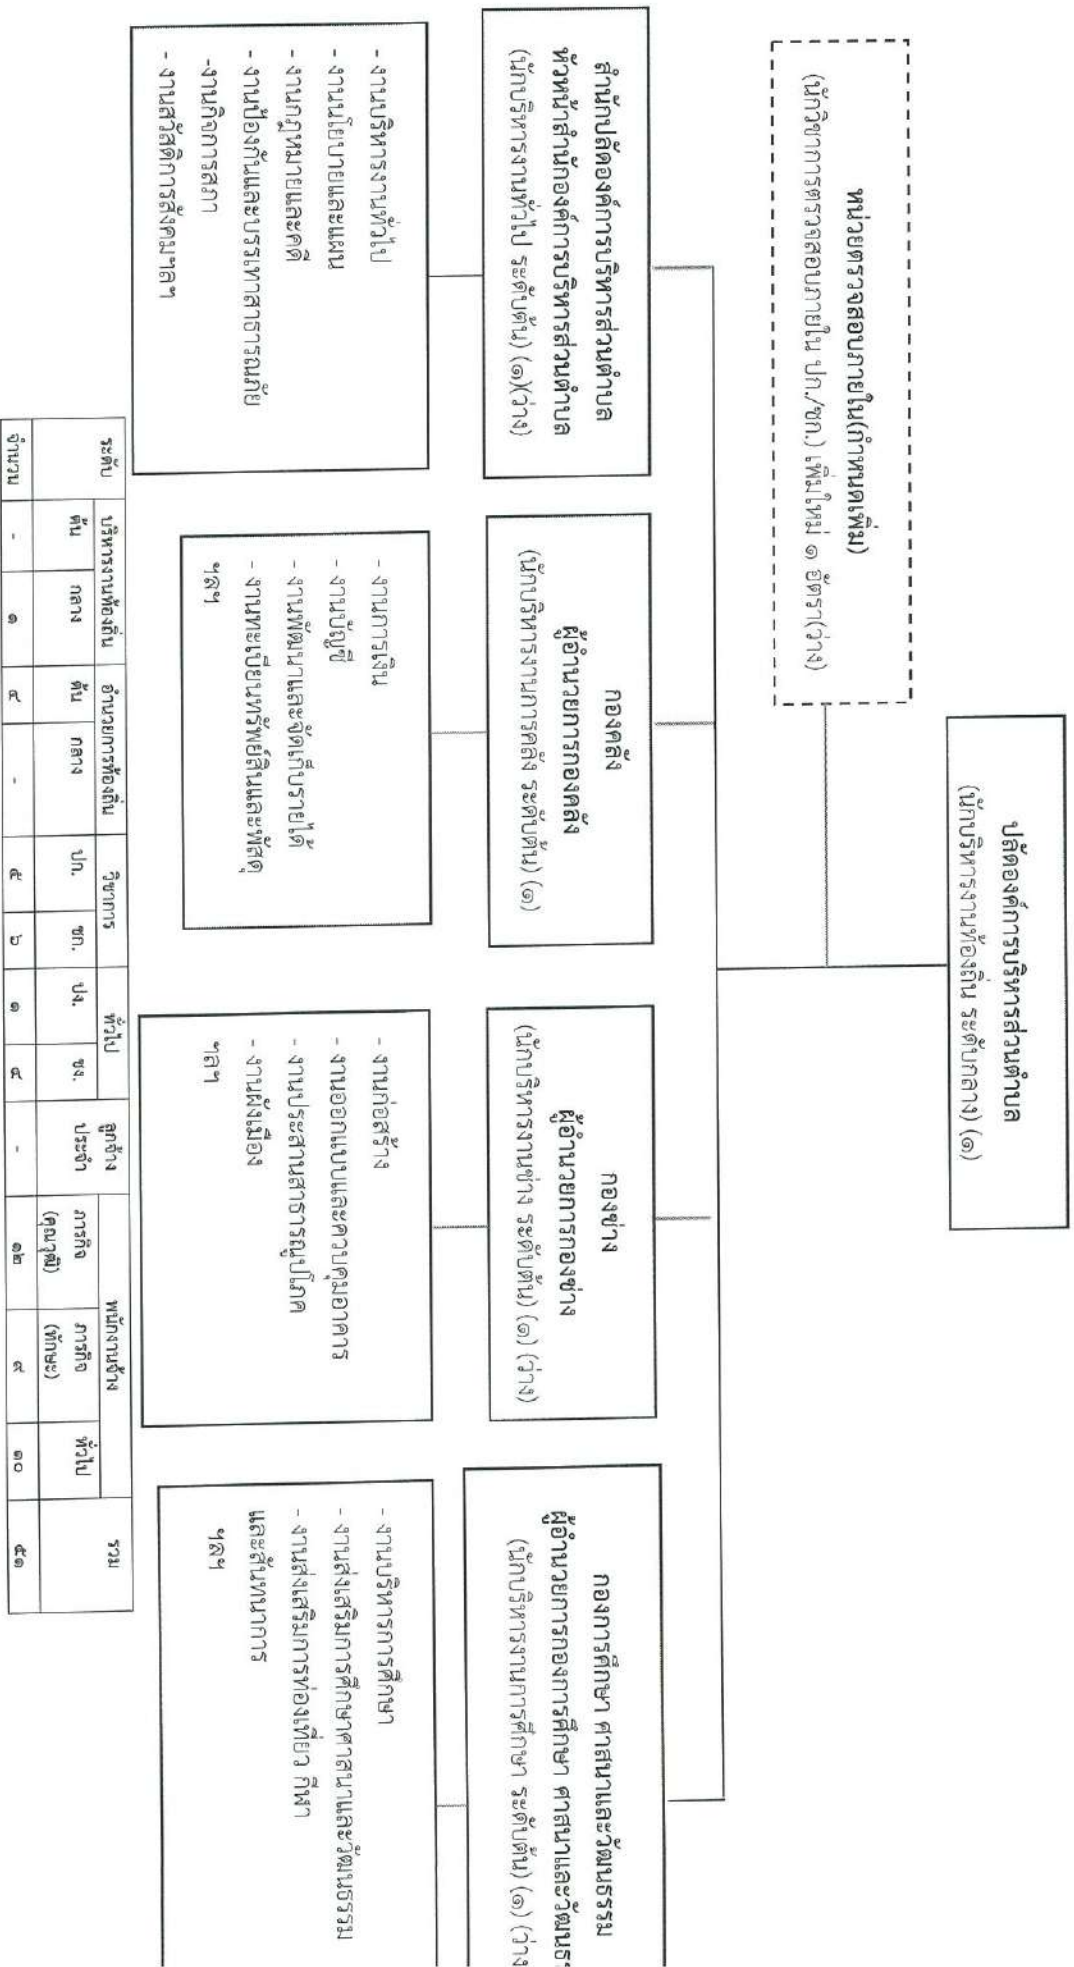 ปลัดองค์การบริหารส่วนตำบล
(นักบริหารงานท้องถิ่น ระดับกลาง) (๑)
หน่วยตรวจสอบภายใน(กำหนดเพิ่ม)
(นักวิชาการตรวจสอบภายใน ปก./ชก.) เพิ่มใหม่ ๑ อัตรา(ว่าง)
สำนักปลัดองค์การบริหารส่วนตำบล
หัวหน้าสำนักองค์การบริหารส่วนตำบล
(นักบริหารงานทั่วไป ระดับต้น) (๑)(ว่าง)
กองคลัง
ผู้อำนวยการกองคลัง
(นักบริหารงานการคลัง ระดับต้น) (๑)
กองช่าง
ผู้อำนวยการกองช่าง
(นักบริหารงานช่าง ระดับต้น) (๑) (ว่าง)
กองการศึกษา ศาสนาและวัฒนธรรม
ผู้อำนวยการกองการศึกษา ศาสนาและวัฒนธร
(นักบริหารงานการศึกษา ระดับต้น) (๑) (ว่าง
- งานบริหารงานทั่วไป
- งานนโยบายและแผน
- งานกฎหมายและคดี
- งานป้องกันและบรรเทาสาธารณภัย
-งานกิจการสภา
- งานสวัสดิการสังคมฯลฯ
- งานการเงิน
- งานบัญชี
- งานพัฒนาและจัดเก็บรายได้
- งานทะเบียนทรัพย์สินและพัสดุ
ฯลฯ
- งานก่อสร้าง
- งานออกแบบและควบคุมอาคาร
- งานประสานสาธารณูปโภค
- งานผังเมือง
ฯลฯ
- งานบริหารการศึกษา
- งานส่งเสริมการศึกษาศาสนาและวัฒนธรรม
- งานส่งเสริมการท่องเที่ยว กีฬา
และสันทนาการ
ฯลฯ
ระดับ บริหารงานท้องถิ่น อำนวยการท้องถิ่น วิชาการ ทั่วไป ลูกจ้าง พนักงานจ้าง รวม
ต้น กลาง ต้น กลาง ปก. ชก. ปง. ชง. ประจำ ภารกิจ ภารกิจ ทั่วไป
(คุณวุฒิ) (ทักษะ)
จำนวน - ๑ ๔ - ๕ ๖ ๑ ๔ - ๑๒ ๙ ๑๐ ๕๑